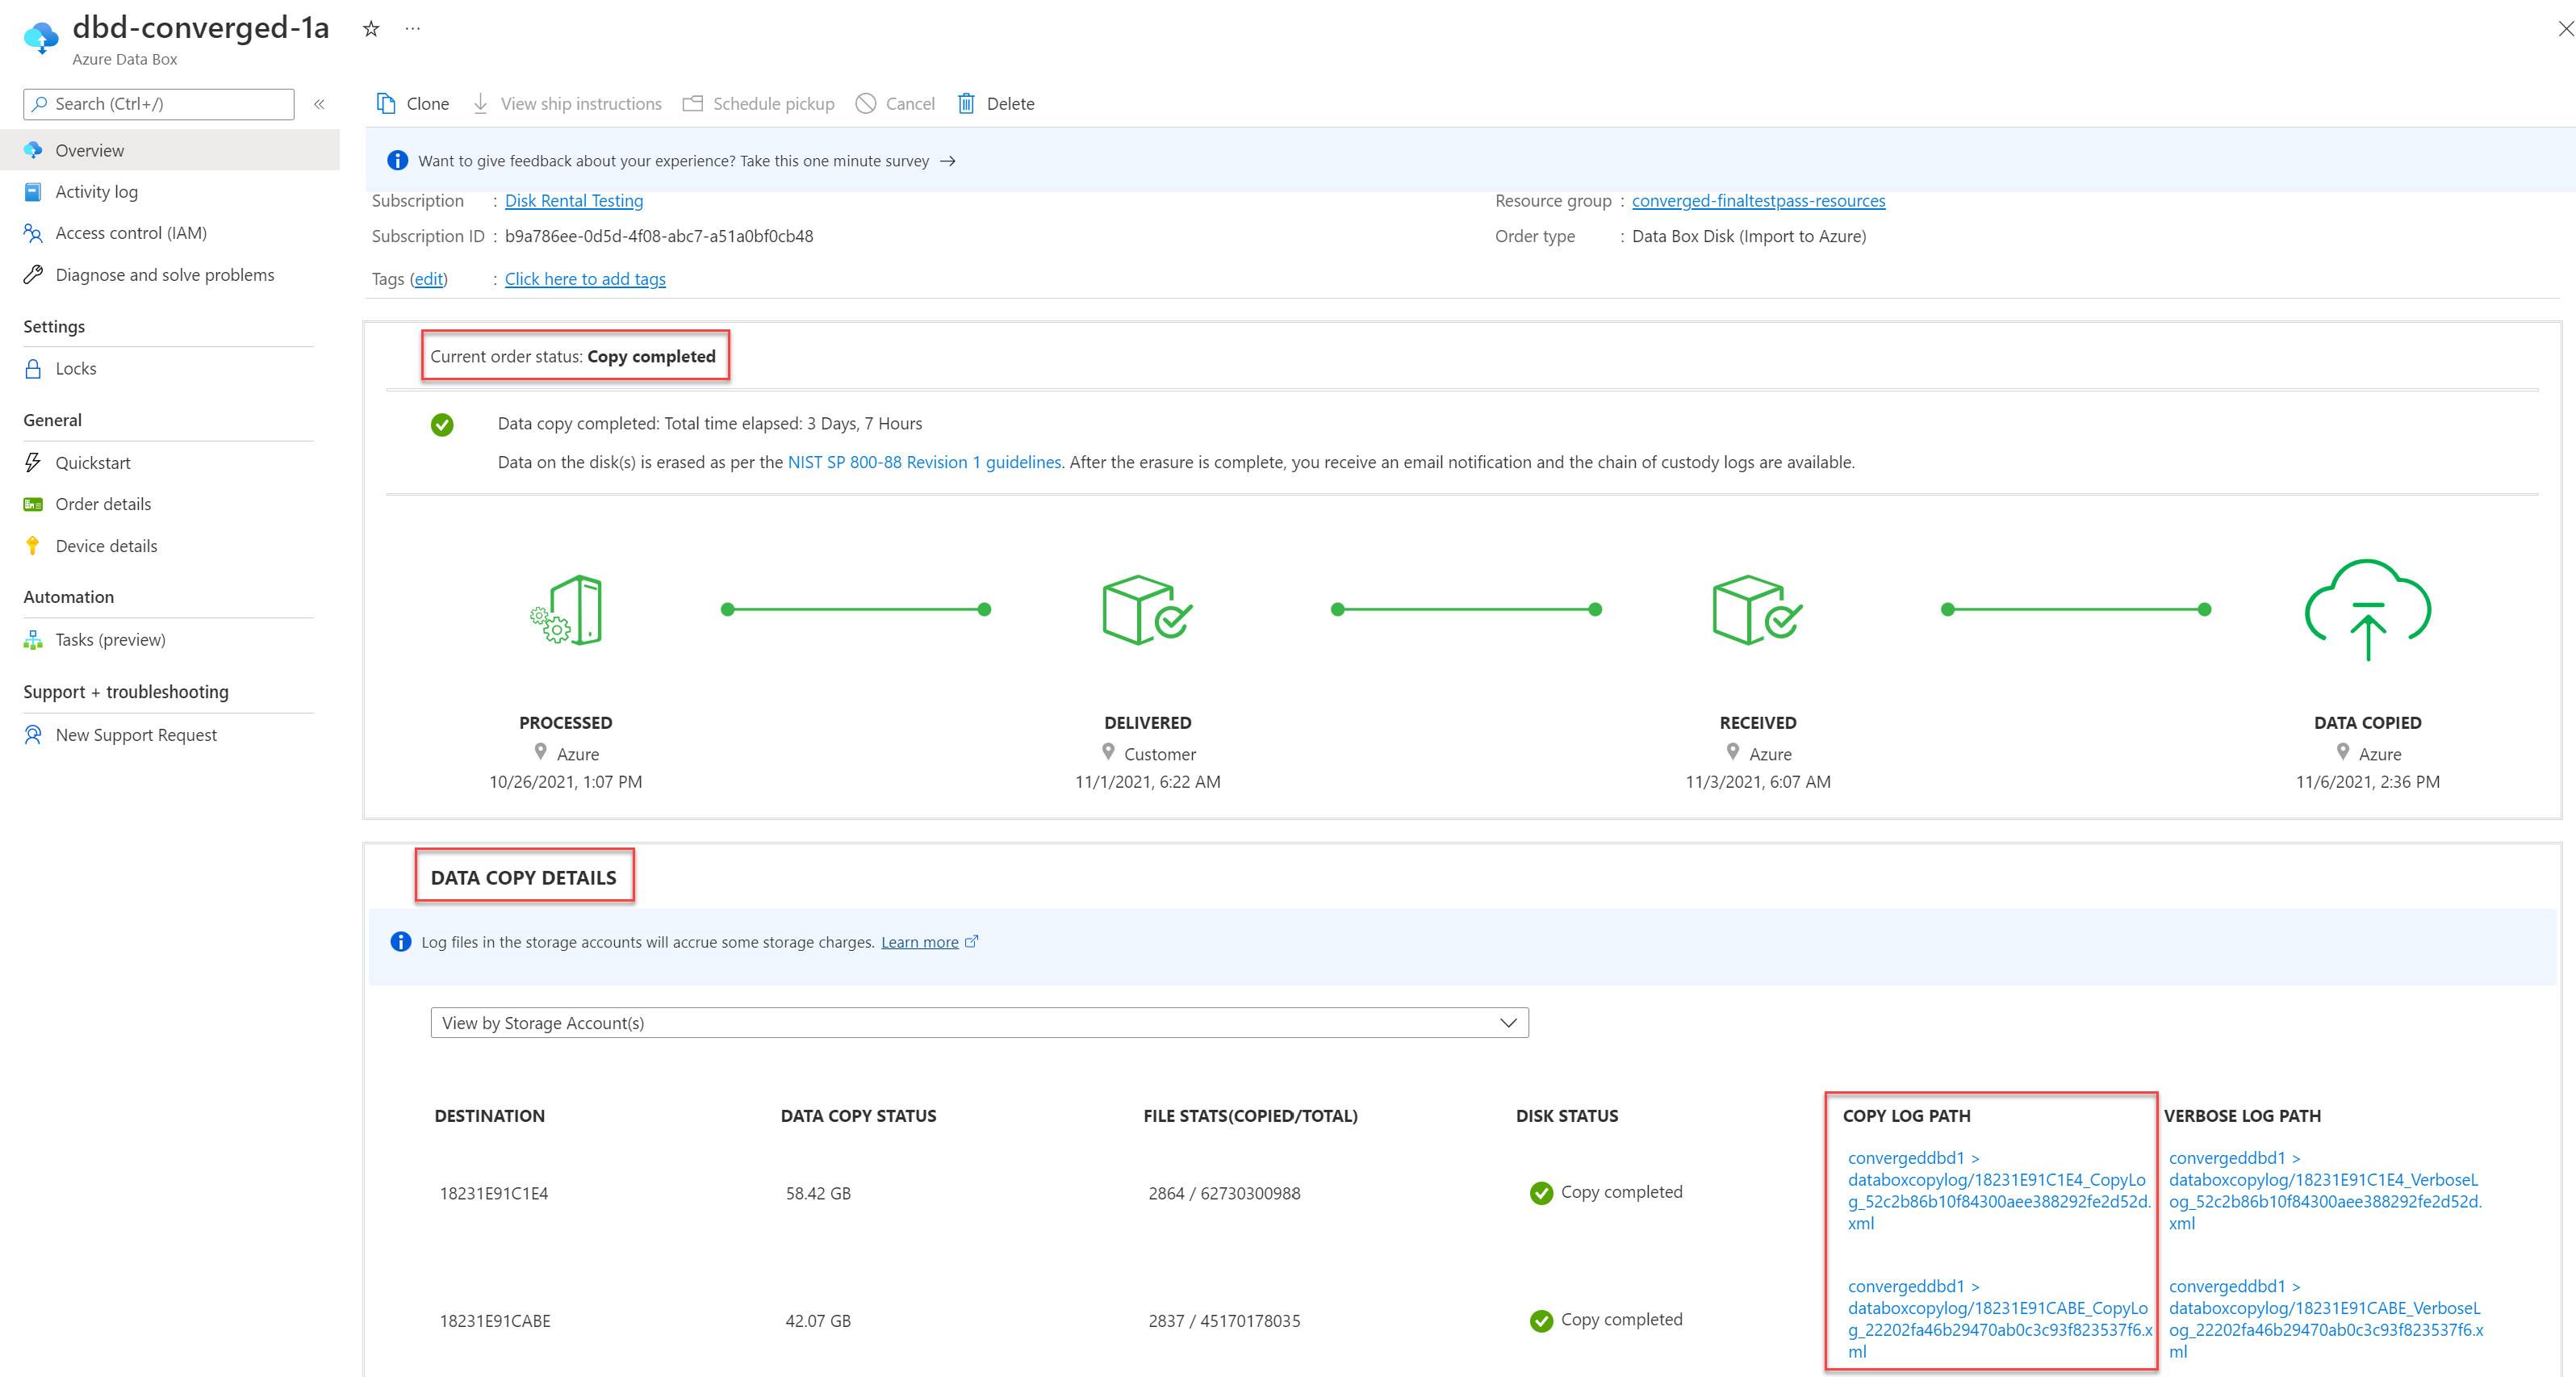 dbd-converged-1a
Azure Data Box
Search (Ctrl+/)
Overview
Activity log
Access control (IAM)
Diagnose and solve problems
Settings
Locks
General
Quickstart
Order details
Device details
Automation
Tasks (preview)
Support + troubleshooting
New Support Request
Clone View ship instructions Schedule pickup Cancel Delete
Want to give feedback about your experience? Take this one minute survey →
Subscription : Disk Rental Testing
Resource group : converged-finaltestpass-resources
Subscription ID : b9a786ee-0d5d-4f08-abc7-a51a0bf0cb48
Order type : Data Box Disk (Import to Azure)
Tags (edit) : Click here to add tags
Current order status: Copy completed
Data copy completed: Total time elapsed: 3 Days, 7 Hours
Data on the disk(s) is erased as per the NIST SP 800-88 Revision 1 guidelines. After the erasure is complete, you receive an email notification and the chain of custody logs are available.
PROCESSED
Azure
10/26/2021, 1:07 PM
DELIVERED
Customer
11/1/2021, 6:22 AM
RECEIVED
Azure
11/3/2021, 6:07 AM
DATA COPIED
Azure
11/6/2021, 2:36 PM
DATA COPY DETAILS
Log files in the storage accounts will accrue some storage charges. Learn more
View by Storage Account(s)
DESTINATION DATA COPY STATUS FILE STATS(COPIED/TOTAL) DISK STATUS COPY LOG PATH VERBOSE LOG PATH
18231E91C1E4 58.42 GB 2864 / 62730300988 Copy completed
convergeddbd1 >
databoxcopylog/18231E91C1E4_CopyLo
g_52c2b86b10f84300aee388292fe2d52d.
xml
convergeddbd1 >
databoxcopylog/18231E91C1E4_VerboseL
og_52c2b86b10f84300aee388292fe2d52d.
xml
18231E91CABE 42.07 GB 2837 / 45170178035 Copy completed
convergeddbd1 >
databoxcopylog/18231E91CABE_CopyLo
g_22202fa46b29470ab0c3c93f823537f6.x
ml
convergeddbd1 >
databoxcopylog/18231E91CABE_VerboseL
og_22202fa46b29470ab0c3c93f823537f6.x
ml